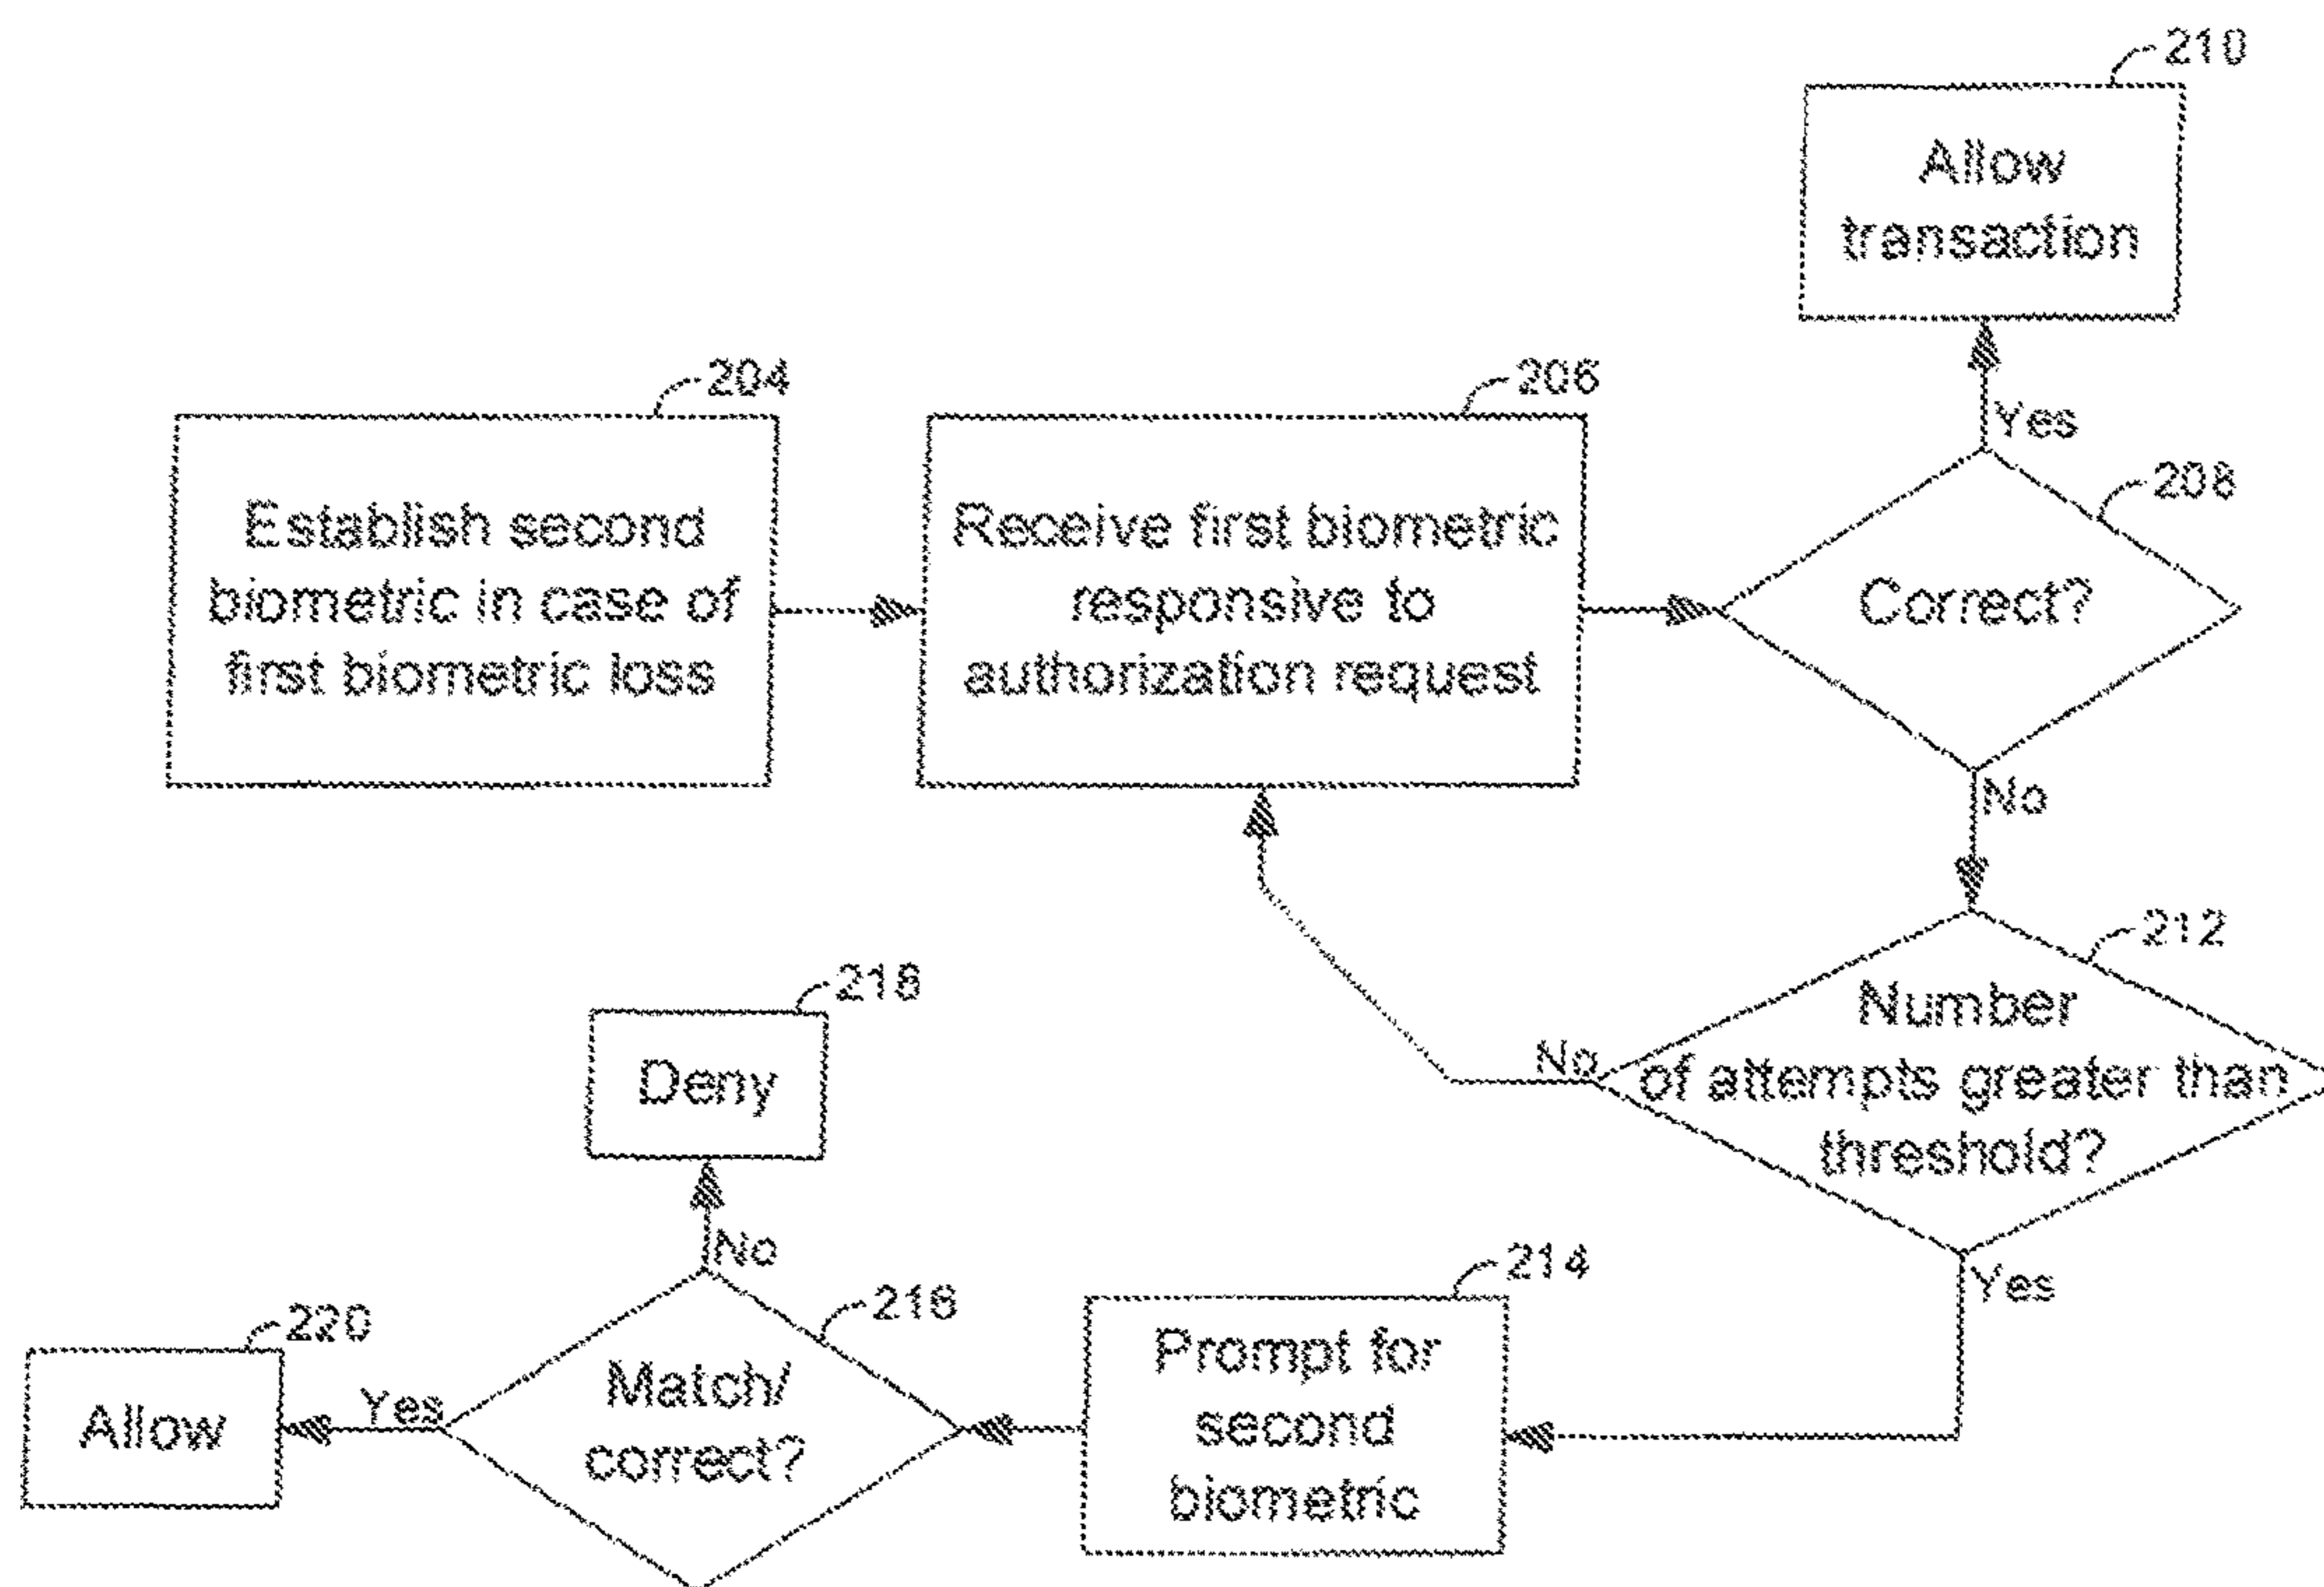 210
Allow
transaction
204
206
Yes
208
Establish second
biometric in case of
first biometric loss
Receive first biometric
responsive to
authorization request
Correct?
No
212
Number
of attempts greater than
threshold?
No
Yes
218
Deny
No
214
Prompt for
second
biometric
216
Match/
correct?
Yes
220
Allow